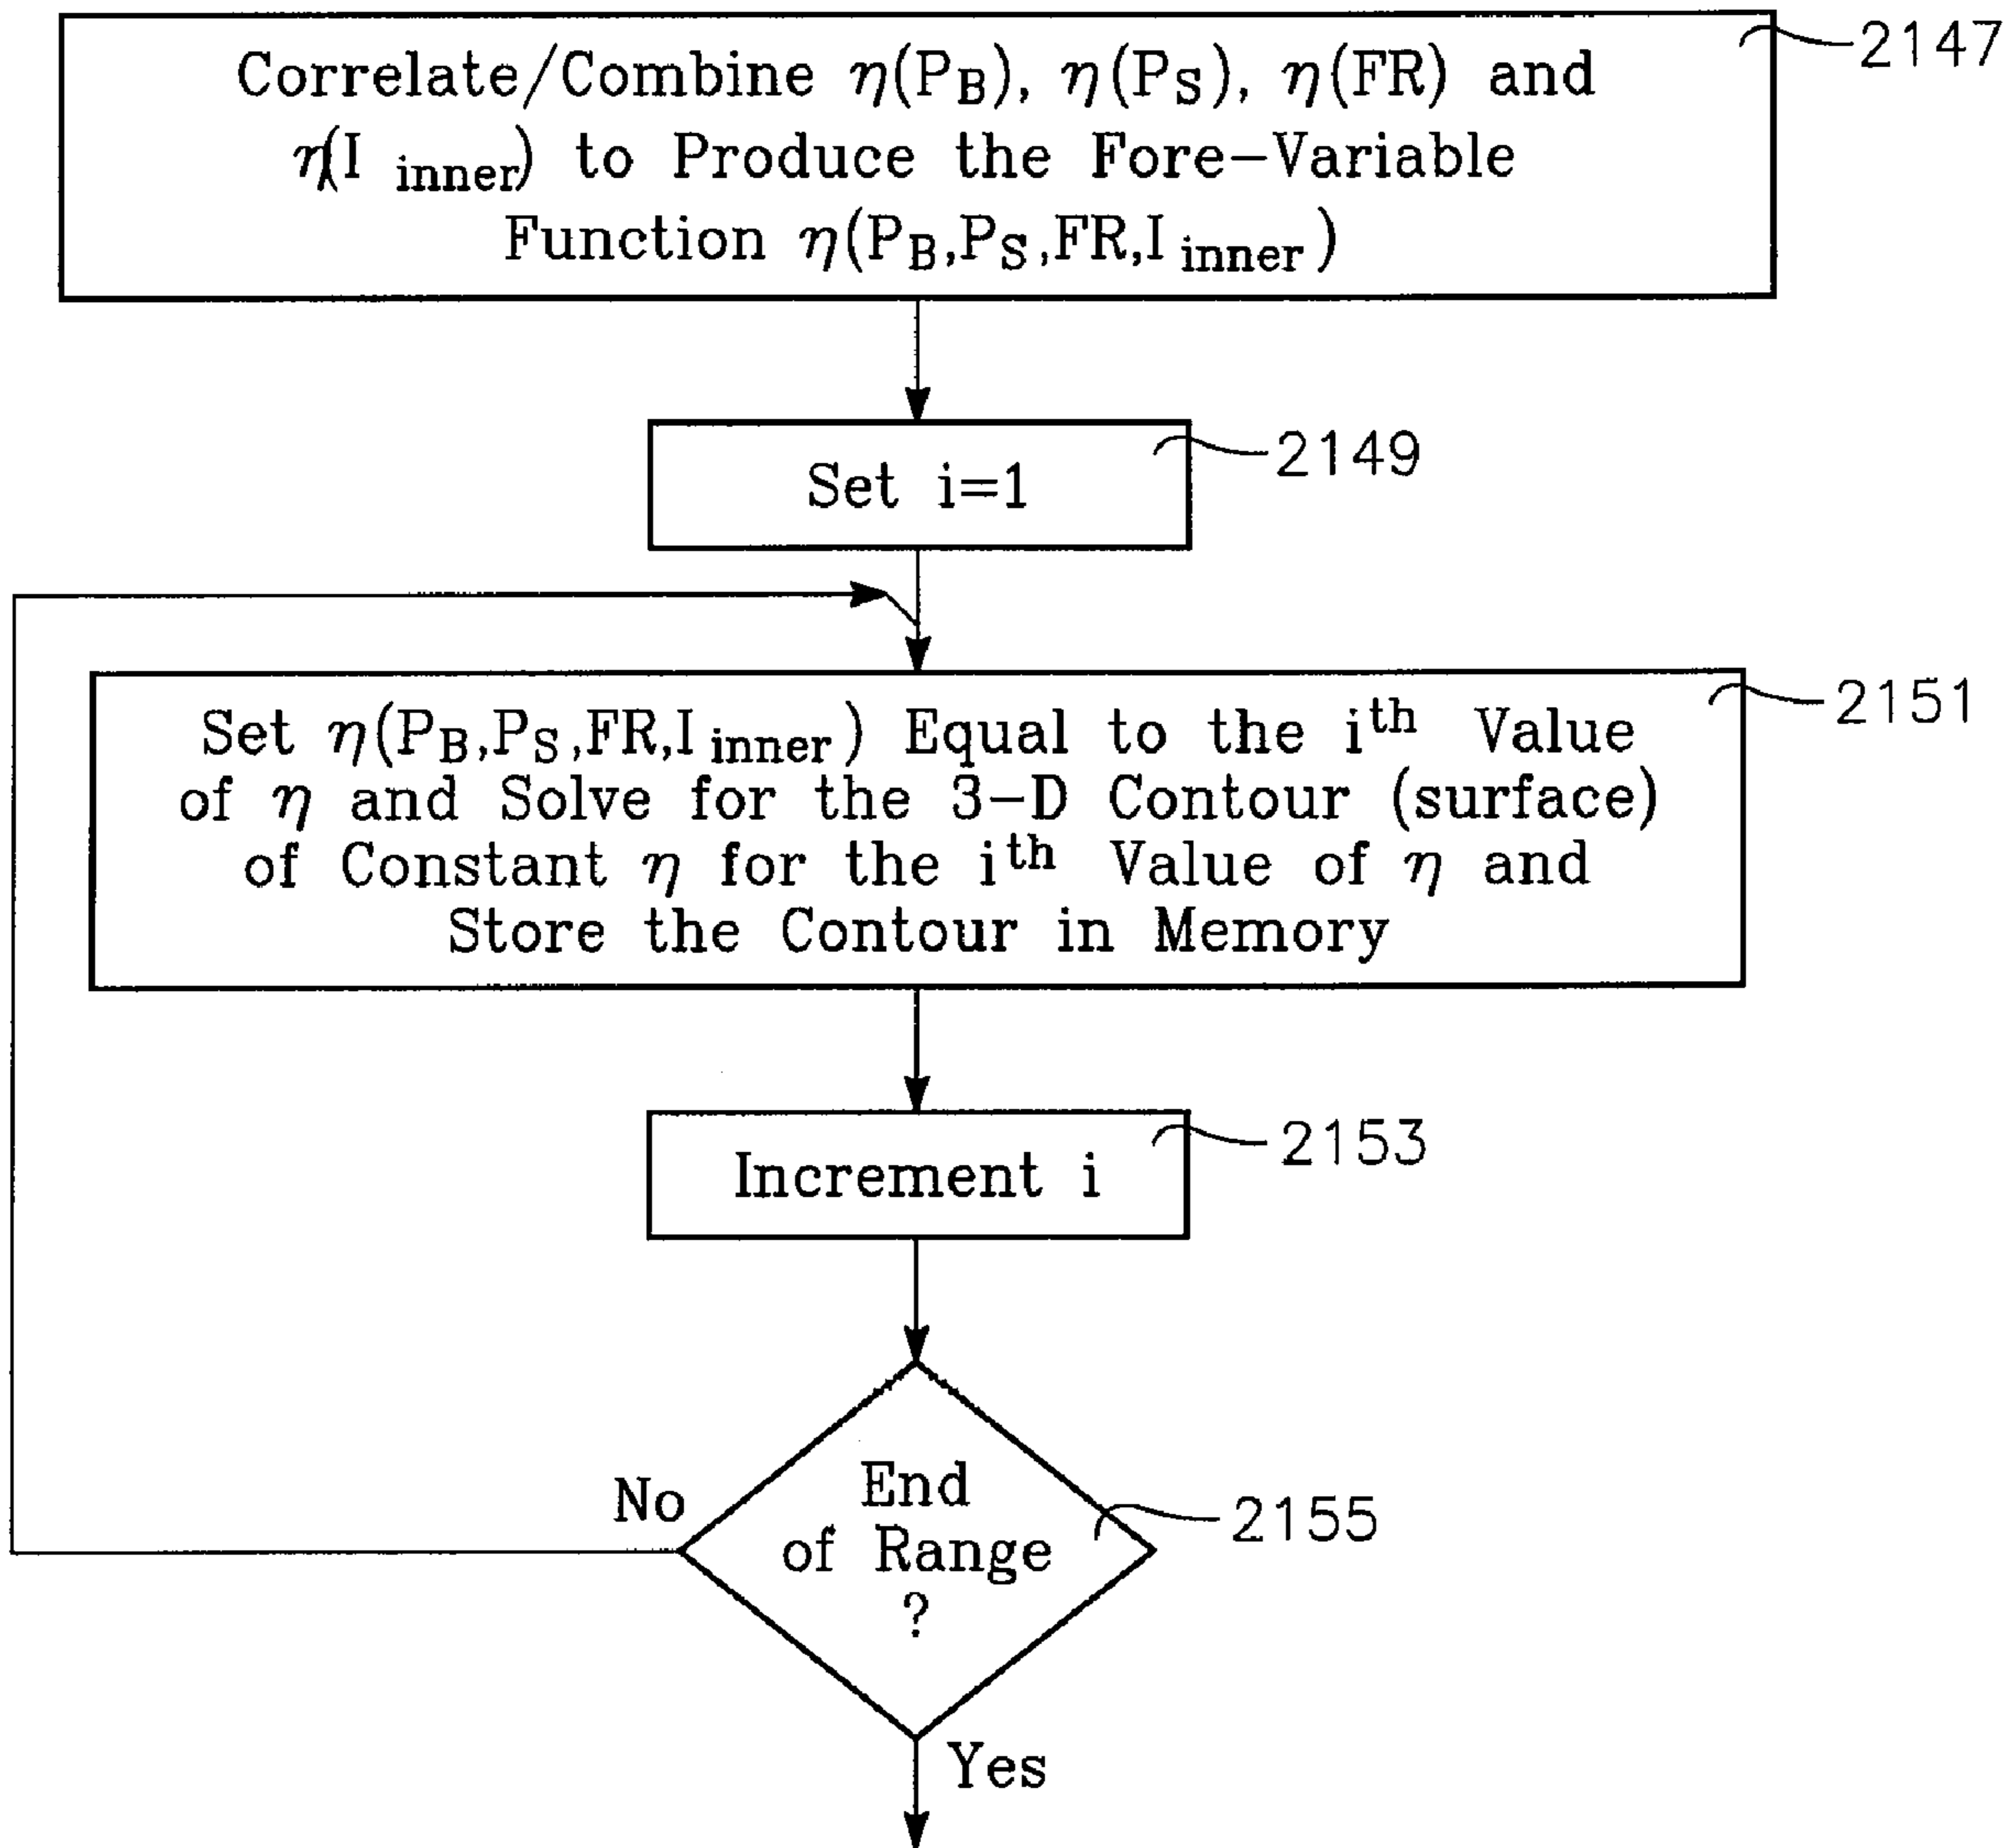 Correlate/Combine η(P_B), η(P_S), η(FR) and
η(I inner) to Produce the Fore-Variable
Function η(P_B,P_S,FR,I inner)
2147
Set i=1
2149
Set η(P_B,P_S,FR,I inner) Equal to the i^th Value
of η and Solve for the 3-D Contour (surface)
of Constant η for the i^th Value of η and
Store the Contour in Memory
2151
Increment i
2153
End
of Range
?
2155
No
Yes